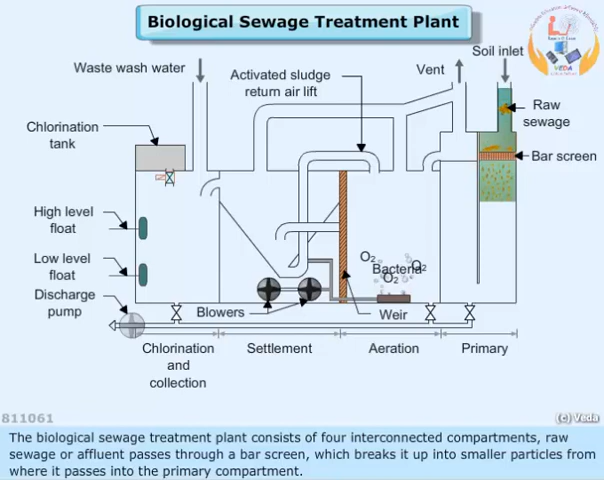 Biological Sewage Treatment Plant
Soil inlet
Waste wash water
Activated sludge
return air lift
Vent
VEDA
Raw
sewage
Chlorination
tank
Bar screen
High level
float
O2
Bacteria
O2
O2
Low level
float
Discharge
pump
Blowers
Weir
Chlorination
and
collection
Settlement
Aeration
Primary
811061
(c) Veda
The biological sewage treatment plant consists of four interconnected compartments, raw
sewage or affluent passes through a bar screen, which breaks it up into smaller particles from
where it passes into the primary compartment.